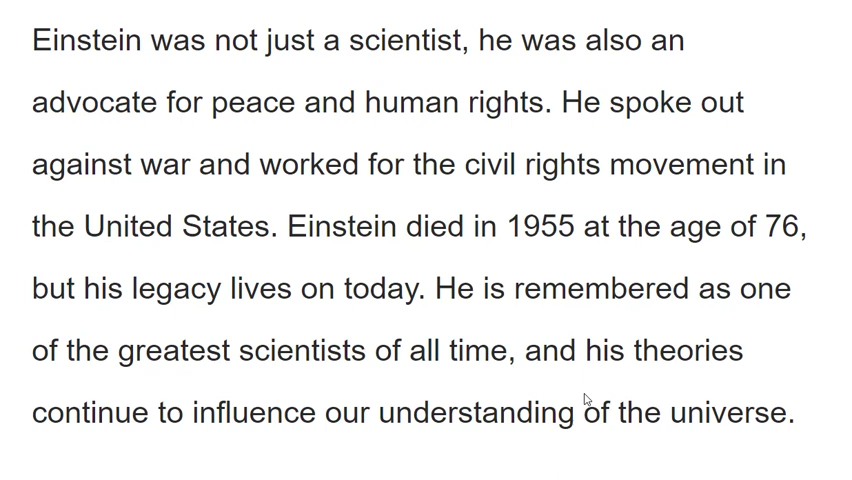 Einstein was not just a scientist, he was also an
advocate for peace and human rights. He spoke out
against war and worked for the civil rights movement in
the United States. Einstein died in 1955 at the age of 76,
but his legacy lives on today. He is remembered as one
of the greatest scientists of all time, and his theories
continue to influence our understanding of the universe.